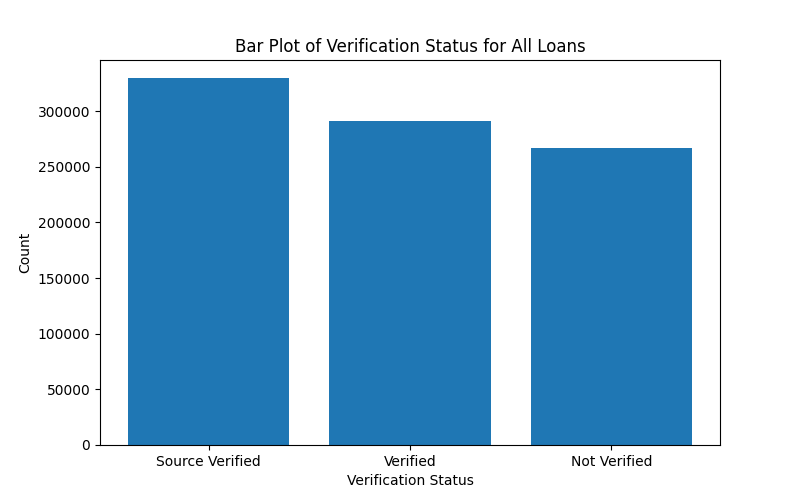 Bar Plot of Verification Status for All Loans
300000
250000
200000
150000
100000
50000
0
Count
Source Verified
Verified
Not Verified
Verification Status